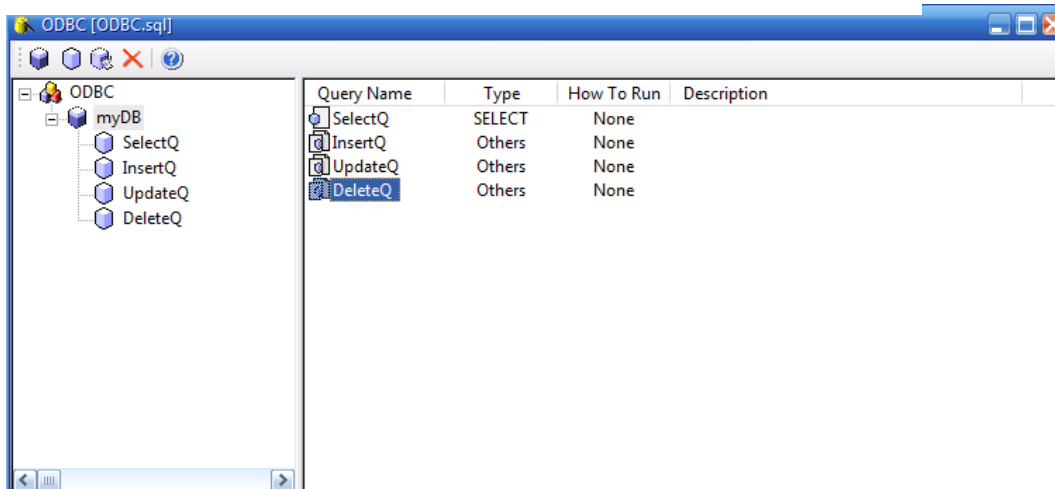 ODBC [ODBC.sql]
ODBC
myDB
SelectQ
InsertQ
UpdateQ
DeleteQ
Query Name Type How To Run Description
SelectQ SELECT None
InsertQ Others None
UpdateQ Others None
DeleteQ Others None